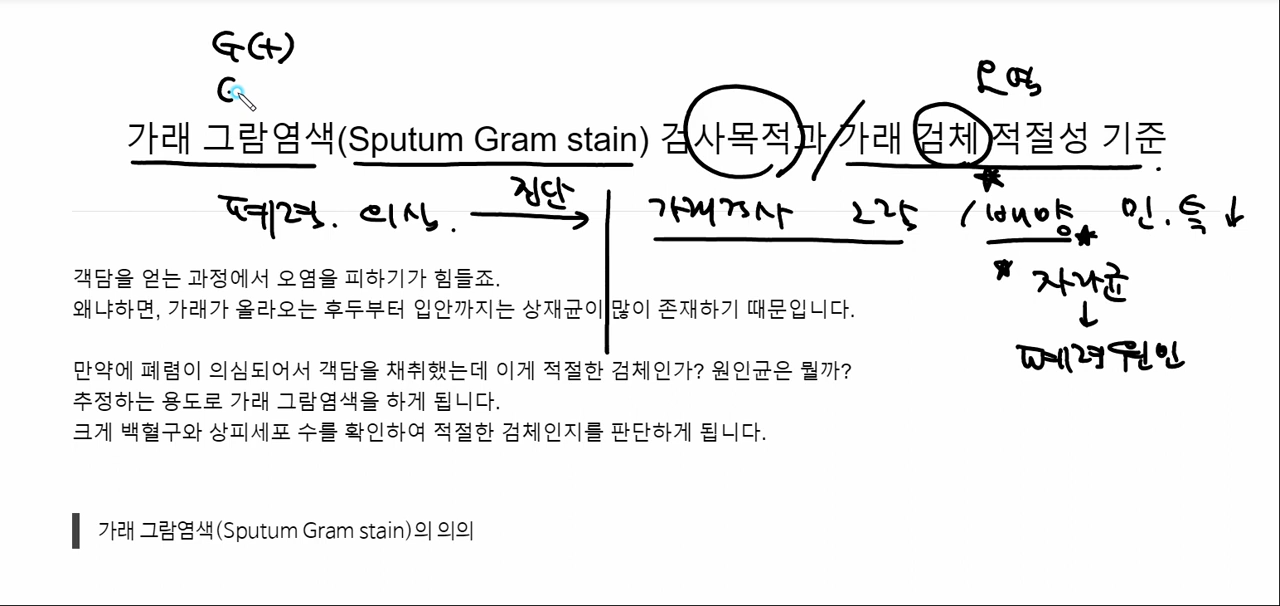 G(+)
G
오염
가래 그람염색(Sputum Gram stain) 검사목적과 가래 검체 적절성 기준
진단
폐렴. 의심. → 가래검사 그람 / 배양 민.특↓
자라균
↓
폐렴원인
객담을 얻는 과정에서 오염을 피하기가 힘들죠.
왜냐하면, 가래가 올라오는 후두부터 입안까지는 상재균이 많이 존재하기 때문입니다.
만약에 폐렴이 의심되어서 객담을 채취했는데 이게 적절한 검체인가? 원인균은 뭘까?
추정하는 용도로 가래 그람염색을 하게 됩니다.
크게 백혈구와 상피세포 수를 확인하여 적절한 검체인지를 판단하게 됩니다.
가래 그람염색(Sputum Gram stain)의 의의